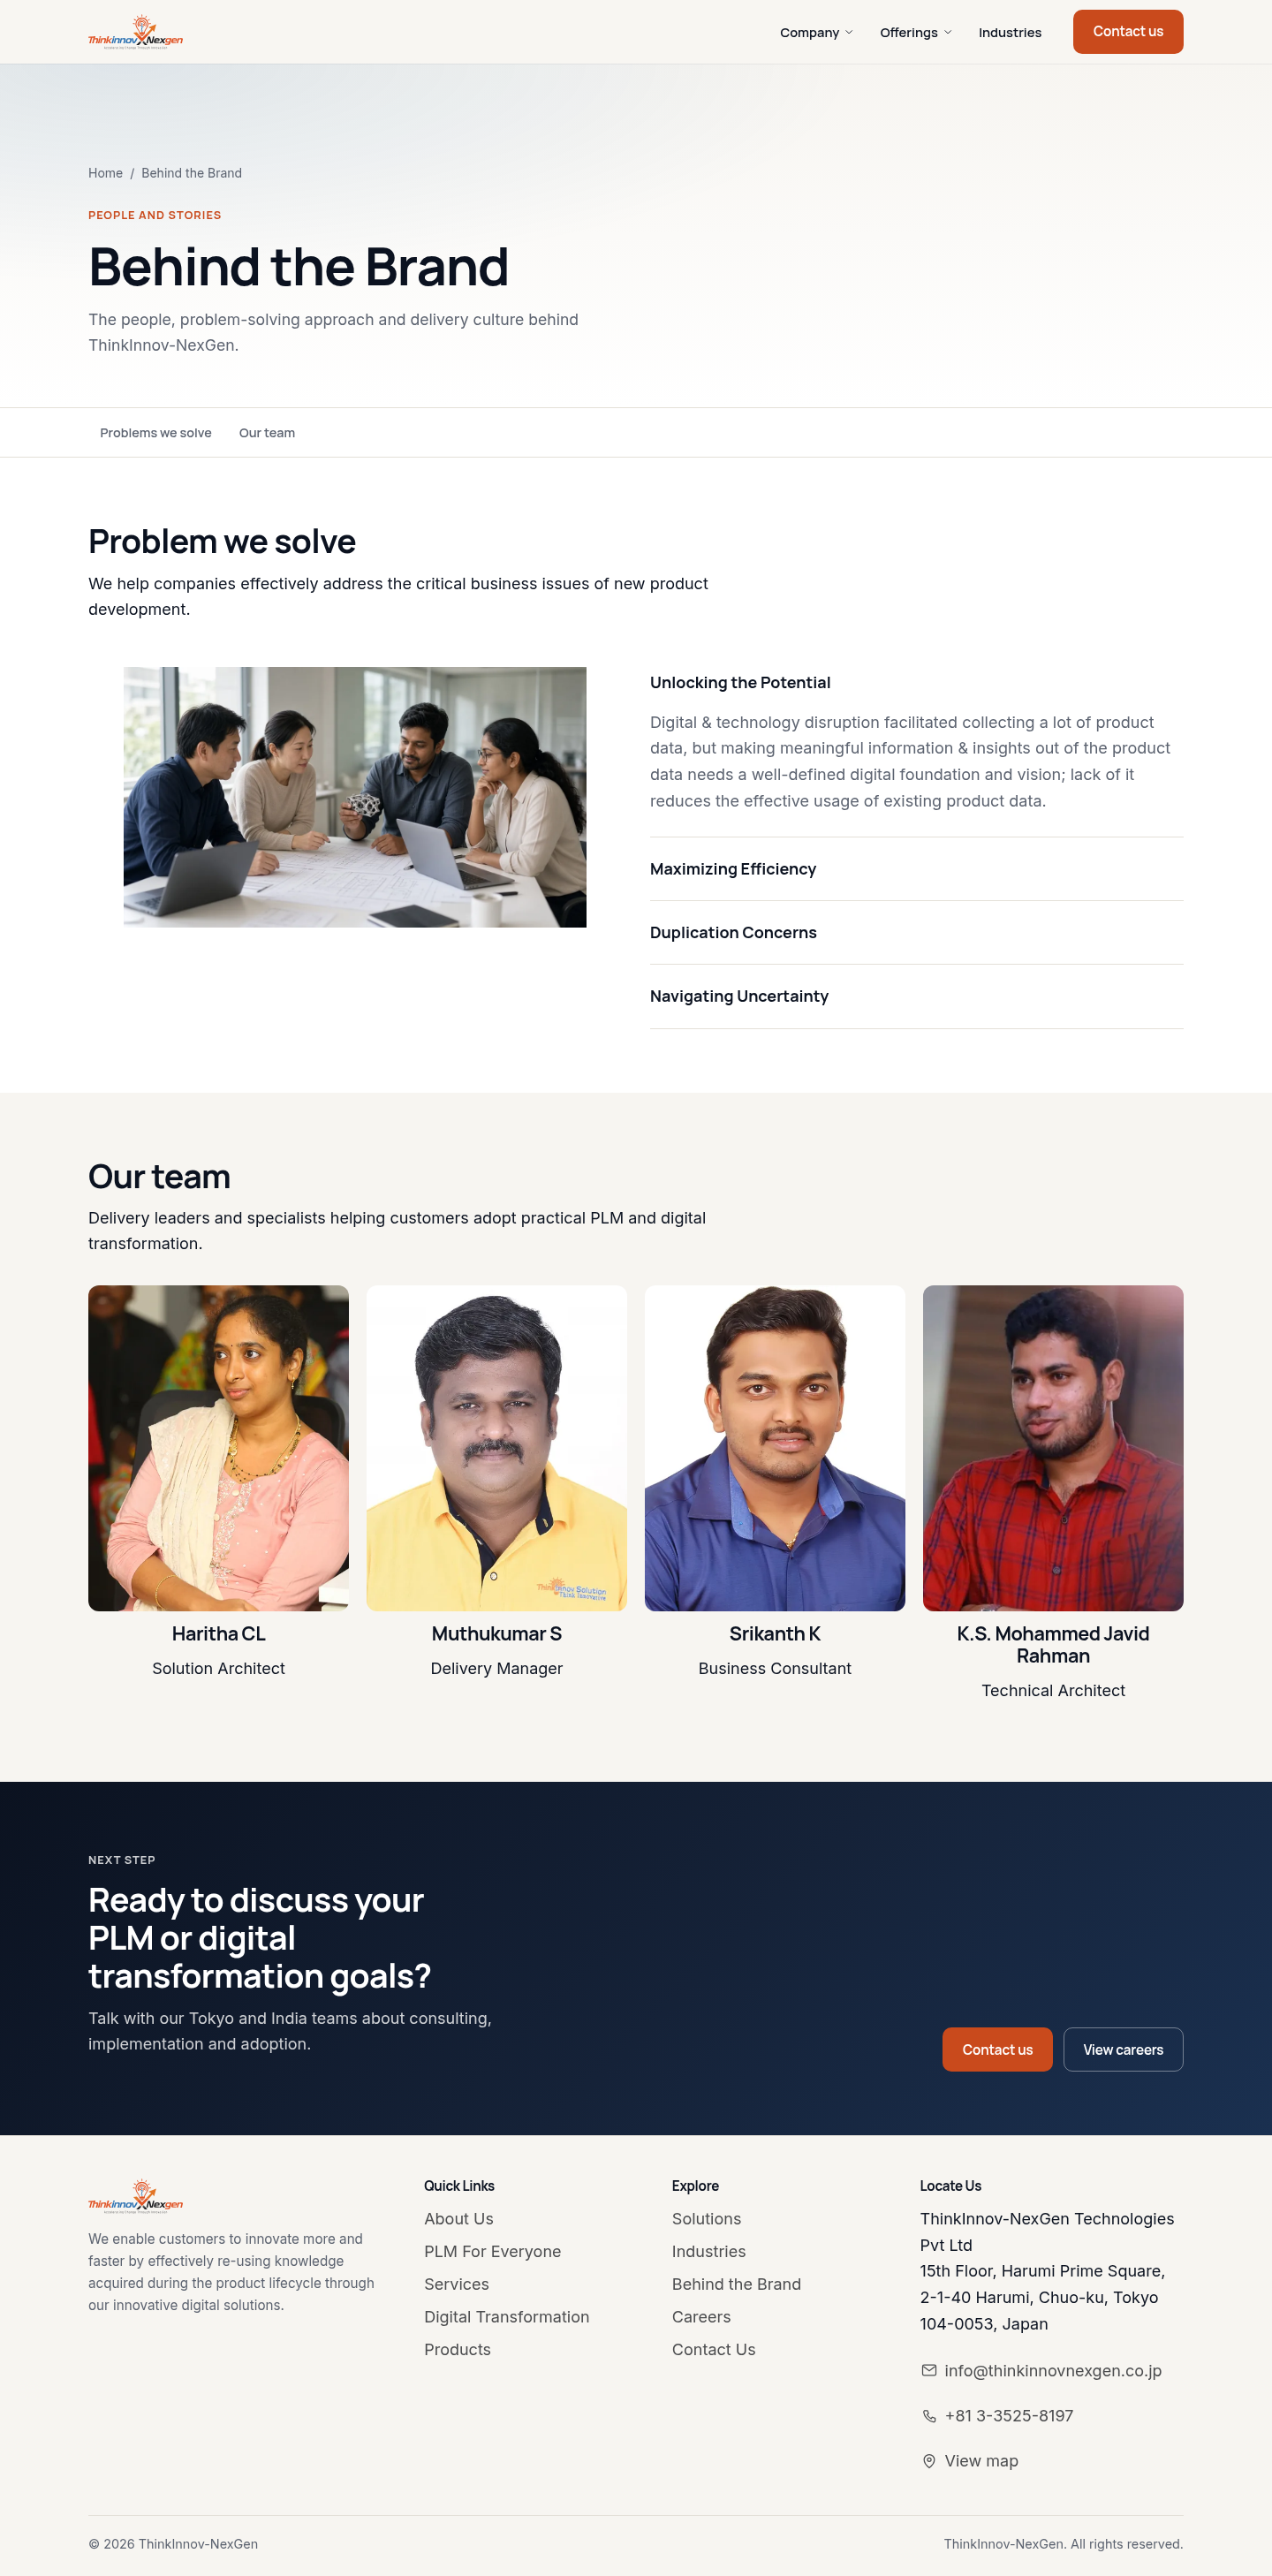 ThinkInnovXNexgen
Company
Offerings
Industries
Contact us
Home / Behind the Brand
PEOPLE AND STORIES
Behind the Brand
The people, problem-solving approach and delivery culture behind
ThinkInnov-NexGen.
Problems we solve
Our team
Problem we solve
We help companies effectively address the critical business issues of new product
development.
Unlocking the Potential
Digital & technology disruption facilitated collecting a lot of product
data, but making meaningful information & insights out of the product
data needs a well-defined digital foundation and vision; lack of it
reduces the effective usage of existing product data.
Maximizing Efficiency
Duplication Concerns
Navigating Uncertainty
Our team
Delivery leaders and specialists helping customers adopt practical PLM and digital
transformation.
ThinkInnov Solution
Think Innovative
Haritha CL
Solution Architect
Muthukumar S
Delivery Manager
Srikanth K
Business Consultant
K.S. Mohammed Javid
Rahman
Technical Architect
NEXT STEP
Ready to discuss your
PLM or digital
transformation goals?
Talk with our Tokyo and India teams about consulting,
implementation and adoption.
Contact us
View careers
ThinkInnovXNexgen
We enable customers to innovate more and
faster by effectively re-using knowledge
acquired during the product lifecycle through
our innovative digital solutions.
Quick Links
About Us
PLM For Everyone
Services
Digital Transformation
Products
Explore
Solutions
Industries
Behind the Brand
Careers
Contact Us
Locate Us
ThinkInnov-NexGen Technologies
Pvt Ltd
15th Floor, Harumi Prime Square,
2-1-40 Harumi, Chuo-ku, Tokyo
104-0053, Japan
info@thinkinnovnexgen.co.jp
+81 3-3525-8197
View map
© 2026 ThinkInnov-NexGen
ThinkInnov-NexGen. All rights reserved.